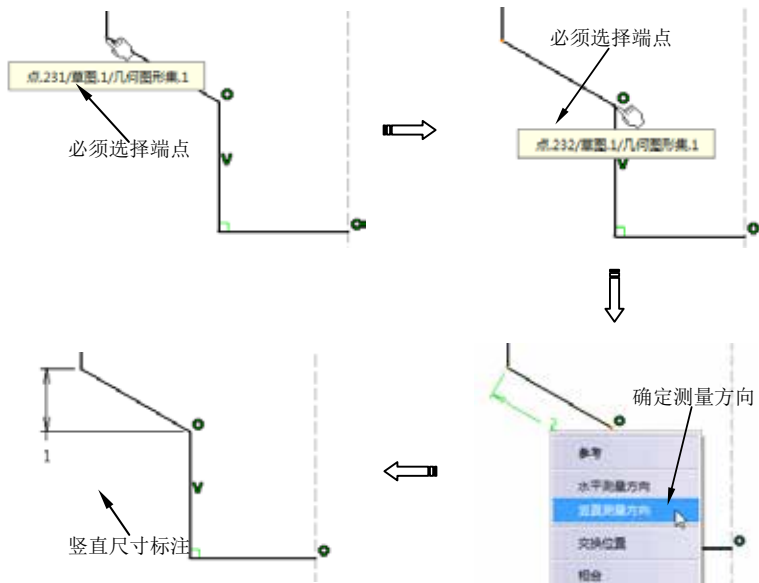 必须选择端点
点.231/草图.1/几何图形集.1
必须选择端点
点.232/草图.1/几何图形集.1
V
V
确定测量方向
2
参考
水平测量方向
竖直测量方向
交换位置
相合
1
V
竖直尺寸标注